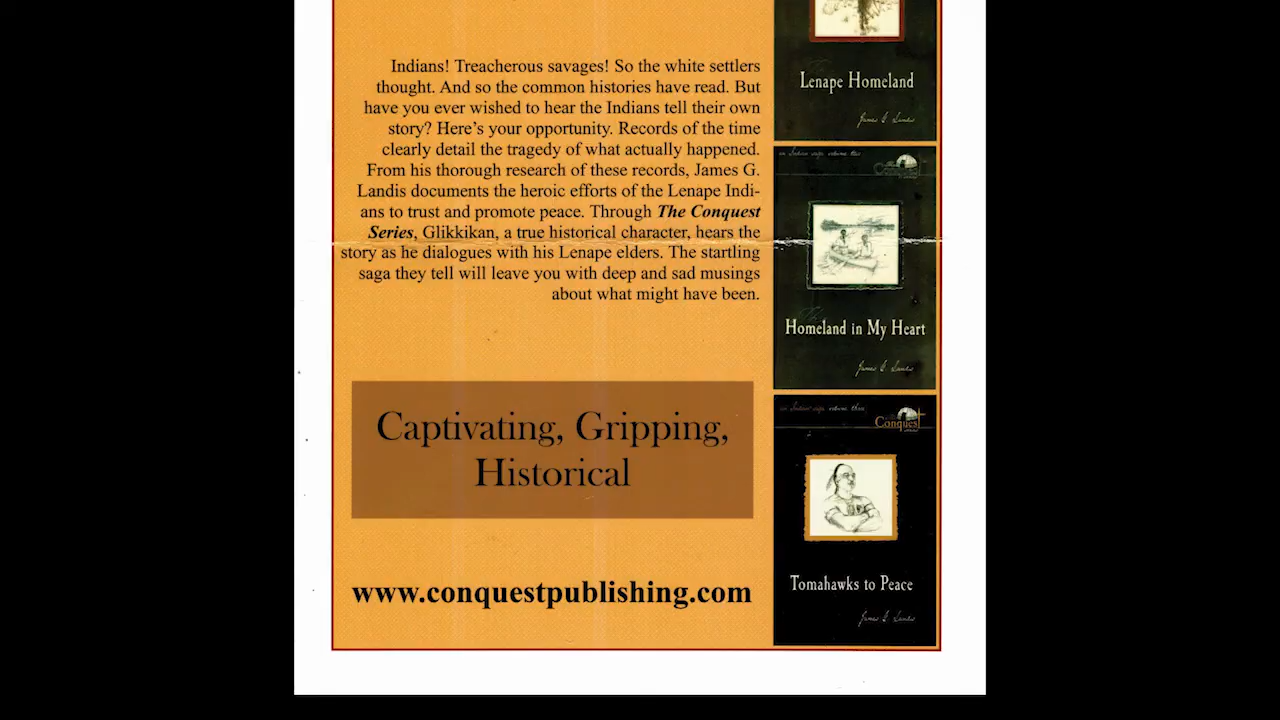 Indians! Treacherous savages! So the white settlers
thought. And so the common histories have read. But
have you ever wished to hear the Indians tell their own
story? Here's your opportunity. Records of the time
clearly detail the tragedy of what actually happened.
From his thorough research of these records, James G.
Landis documents the heroic efforts of the Lenape Indi-
ans to trust and promote peace. Through The Conquest
Series, Glikkikan, a true historical character, hears the
story as he dialogues with his Lenape elders. The startling
saga they tell will leave you with deep and sad musings
about what might have been.
Captivating, Gripping,
Historical
www.conquestpublishing.com
Lenape Homeland
James G. Landis
Homeland in My Heart
James G. Landis
Conquest
Tomahawks to Peace
James G. Landis